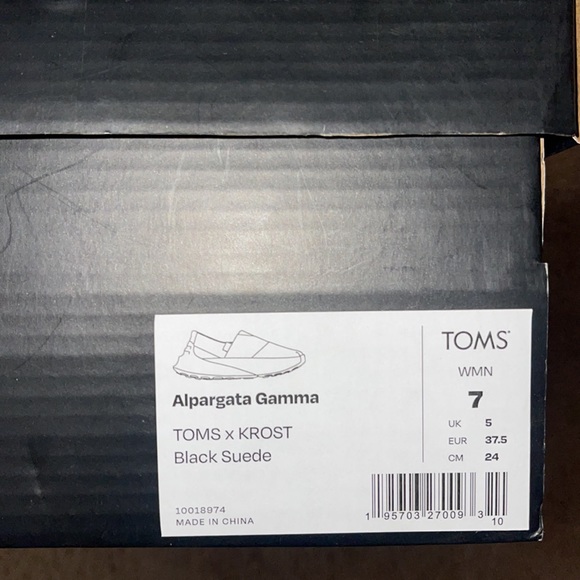 Alpargata Gamma
TOMS x KROST
Black Suede
10018974
MADE IN CHINA
TOMS®
WMN
7
UK 5
EUR 37.5
CM 24
1 95703 27009 3
10